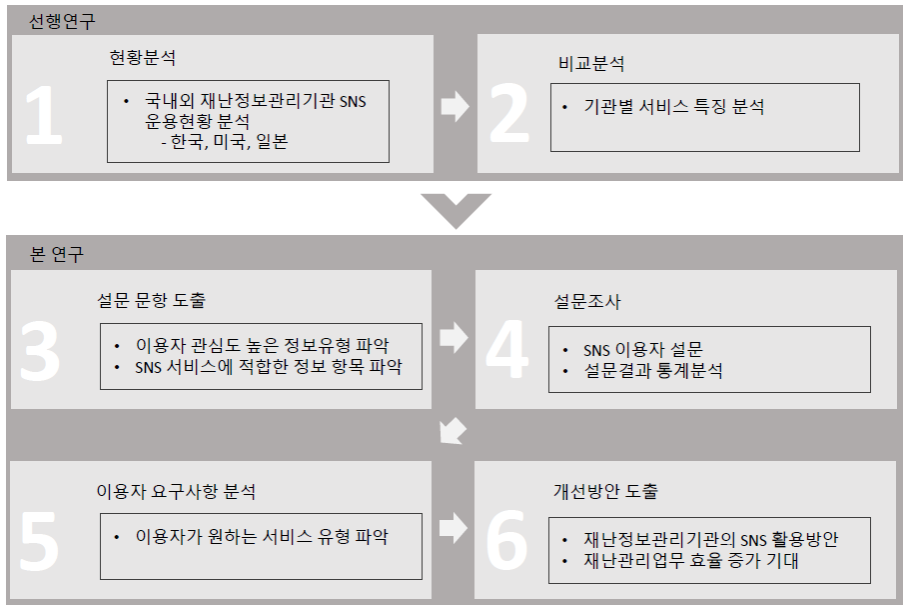 선행연구
1
현황분석
• 국내외 재난정보관리기관 SNS
운용현황 분석
- 한국, 미국, 일본
2
비교분석
• 기관별 서비스 특징 분석
본 연구
3
설문 문항 도출
• 이용자 관심도 높은 정보유형 파악
• SNS 서비스에 적합한 정보 항목 파악
4
설문조사
• SNS 이용자 설문
• 설문결과 통계분석
5
이용자 요구사항 분석
• 이용자가 원하는 서비스 유형 파악
6
개선방안 도출
• 재난정보관리기관의 SNS 활용방안
• 재난관리업무 효율 증가 기대